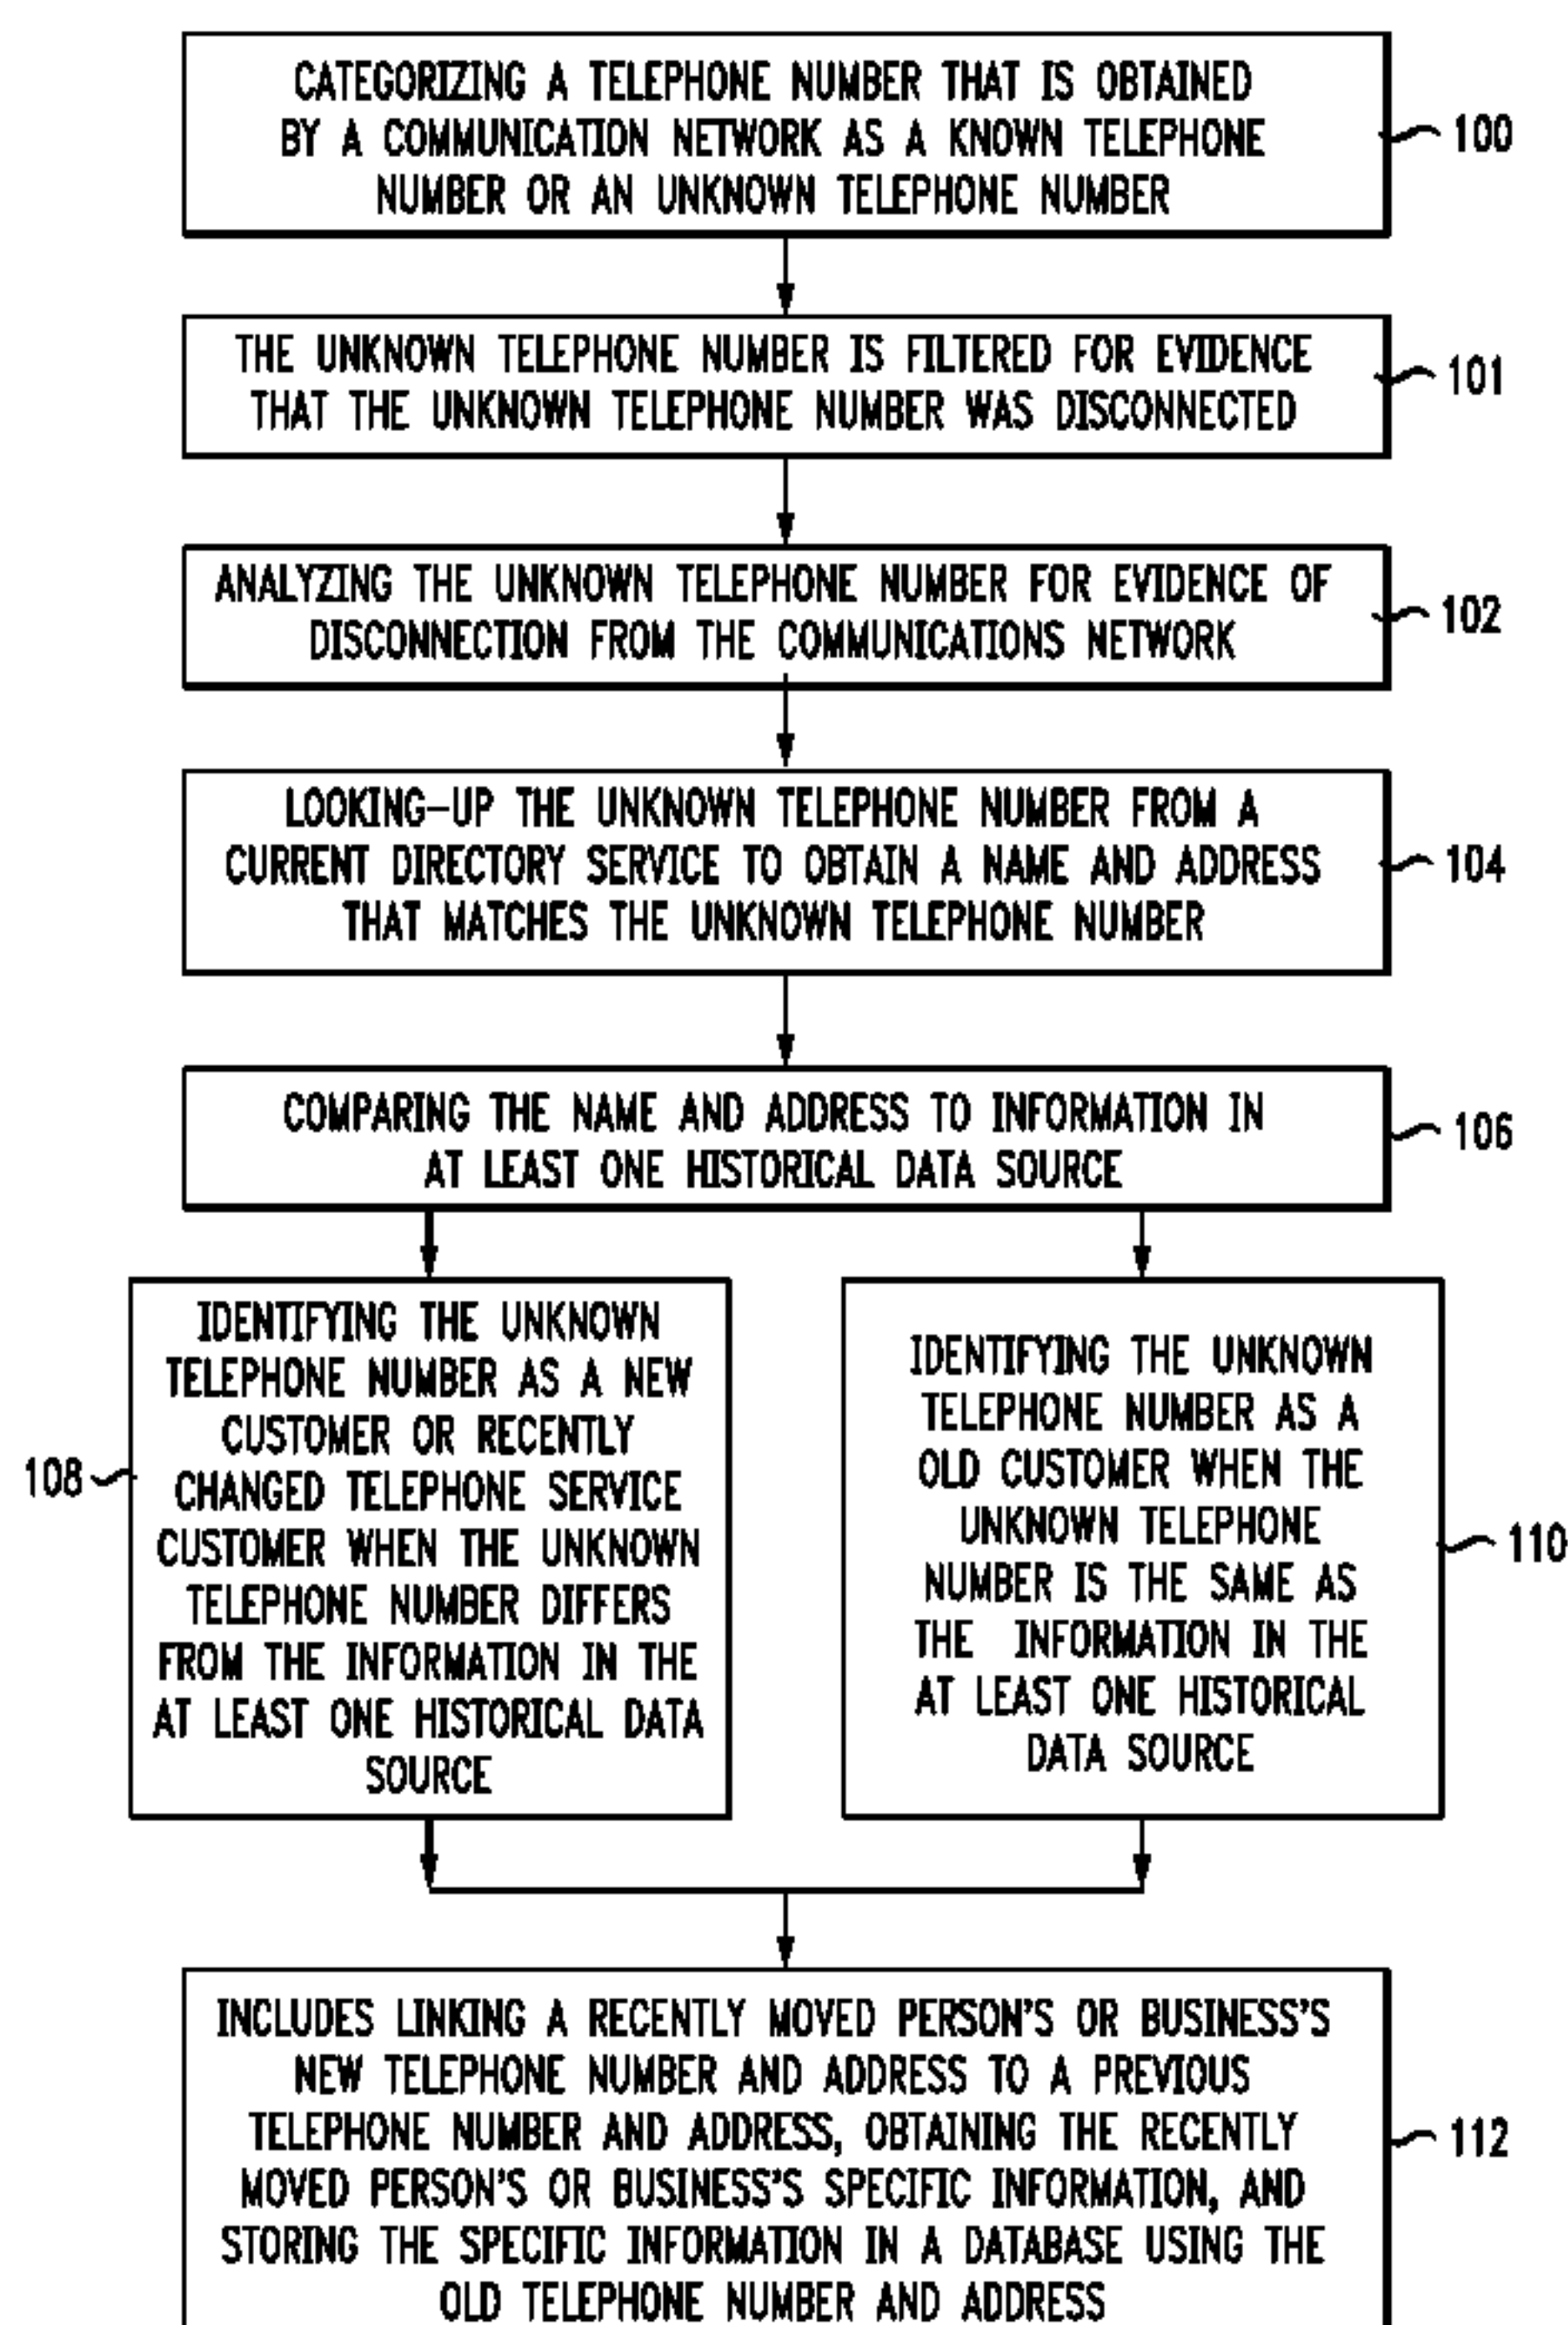 CATEGORIZING A TELEPHONE NUMBER THAT IS OBTAINED
BY A COMMUNICATION NETWORK AS A KNOWN TELEPHONE
NUMBER OR AN UNKNOWN TELEPHONE NUMBER
100
THE UNKNOWN TELEPHONE NUMBER IS FILTERED FOR EVIDENCE
THAT THE UNKNOWN TELEPHONE NUMBER WAS DISCONNECTED
101
ANALYZING THE UNKNOWN TELEPHONE NUMBER FOR EVIDENCE OF
DISCONNECTION FROM THE COMMUNICATIONS NETWORK
102
LOOKING-UP THE UNKNOWN TELEPHONE NUMBER FROM A
CURRENT DIRECTORY SERVICE TO OBTAIN A NAME AND ADDRESS
THAT MATCHES THE UNKNOWN TELEPHONE NUMBER
104
COMPARING THE NAME AND ADDRESS TO INFORMATION IN
AT LEAST ONE HISTORICAL DATA SOURCE
106
IDENTIFYING THE UNKNOWN
TELEPHONE NUMBER AS A NEW
CUSTOMER OR RECENTLY
CHANGED TELEPHONE SERVICE
CUSTOMER WHEN THE UNKNOWN
TELEPHONE NUMBER DIFFERS
FROM THE INFORMATION IN THE
AT LEAST ONE HISTORICAL DATA
SOURCE
108
IDENTIFYING THE UNKNOWN
TELEPHONE NUMBER AS A
OLD CUSTOMER WHEN THE
UNKNOWN TELEPHONE
NUMBER IS THE SAME AS
THE INFORMATION IN THE
AT LEAST ONE HISTORICAL
DATA SOURCE
110
INCLUDES LINKING A RECENTLY MOVED PERSON'S OR BUSINESS'S
NEW TELEPHONE NUMBER AND ADDRESS TO A PREVIOUS
TELEPHONE NUMBER AND ADDRESS, OBTAINING THE RECENTLY
MOVED PERSON'S OR BUSINESS'S SPECIFIC INFORMATION, AND
STORING THE SPECIFIC INFORMATION IN A DATABASE USING THE
OLD TELEPHONE NUMBER AND ADDRESS
112